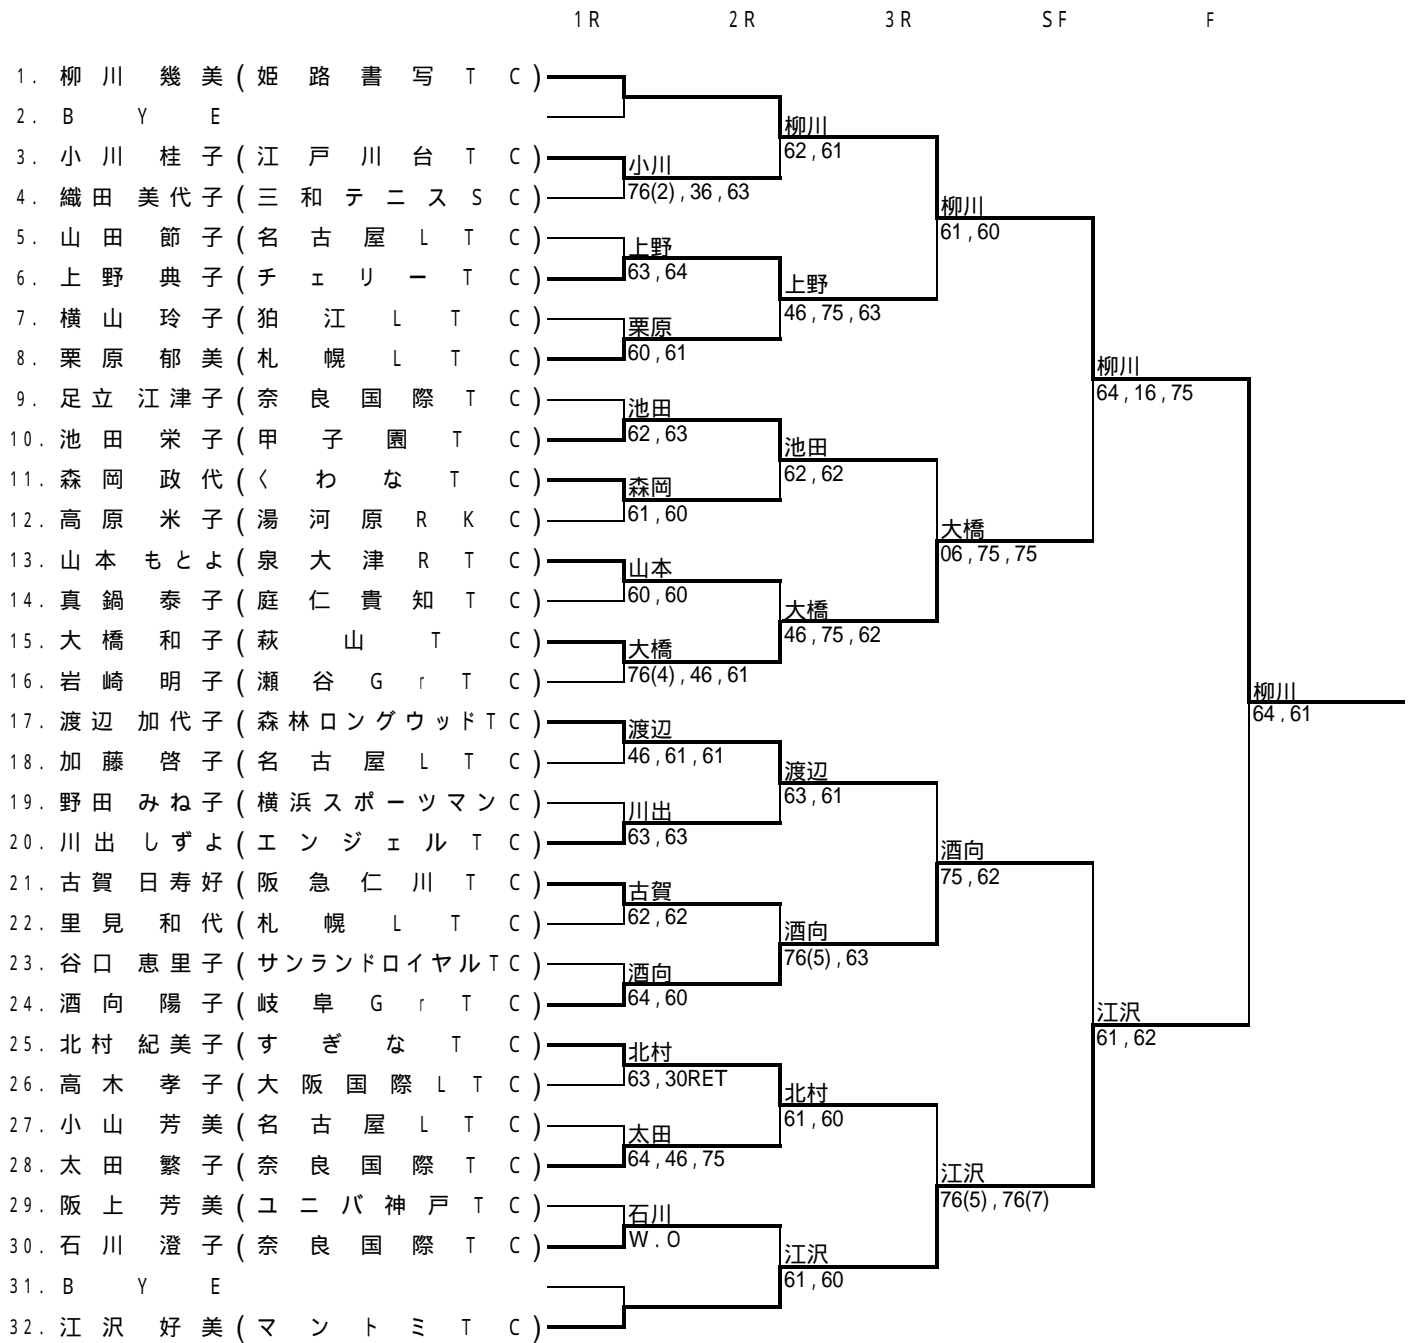 1R 2R 3R SF F
1. 柳川 幾美(姫路書写TC)
2. BYE
柳川
62,61
3. 小川 桂子(江戸川台TC)
小川
76(2),36,63
4. 織田 美代子(三和テニスSC)
柳川
61,60
5. 山田 節子(名古屋LTC)
上野
63,64
6. 上野 典子(チェリーTC)
上野
46,75,63
7. 横山 玲子(狛江LTC)
栗原
60,61
8. 栗原 郁美(札幌LTC)
柳川
64,16,75
9. 足立 江津子(奈良国際TC)
池田
62,63
10. 池田 栄子(甲子園TC)
池田
62,62
11. 森岡 政代(くわなTC)
森岡
61,60
12. 高原 米子(湯河原RKC)
大橋
06,75,75
13. 山本 もとよ(泉大津RTC)
山本
60,60
14. 真鍋 泰子(庭仁貴知TC)
大橋
46,75,62
15. 大橋 和子(萩山TC)
大橋
76(4),46,61
16. 岩崎 明子(瀬谷GrTC)
柳川
64,61
17. 渡辺 加代子(森林ロングウッドTC)
渡辺
46,61,61
18. 加藤 啓子(名古屋LTC)
渡辺
63,61
19. 野田 みね子(横浜スポーツマンC)
川出
63,63
20. 川出 しずよ(エンジェルTC)
酒向
75,62
21. 古賀 日寿好(阪急仁川TC)
古賀
62,62
22. 里見 和代(札幌LTC)
酒向
76(5),63
23. 谷口 恵里子(サンランドロイヤルTC)
酒向
64,60
24. 酒向 陽子(岐阜GrTC)
江沢
61,62
25. 北村 紀美子(すぎなTC)
北村
63,30RET
26. 高木 孝子(大阪国際LTC)
北村
61,60
27. 小山 芳美(名古屋LTC)
太田
64,46,75
28. 太田 繁子(奈良国際TC)
江沢
76(5),76(7)
29. 阪上 芳美(ユニバ神戸TC)
石川
W.O
30. 石川 澄子(奈良国際TC)
江沢
61,60
31. BYE
32. 江沢 好美(マントミTC)